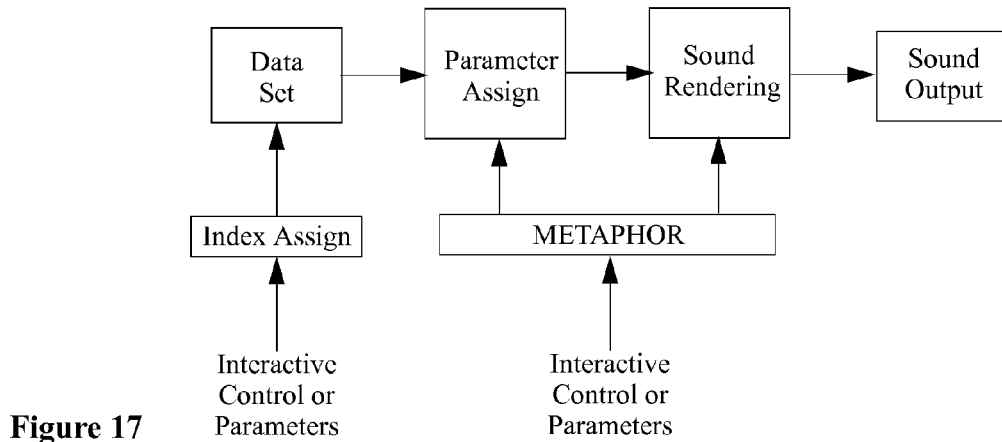 Data
Set
Parameter
Assign
Sound
Rendering
Sound
Output
Index Assign
METAPHOR
Interactive
Control or
Parameters
Interactive
Control or
Parameters
Figure 17